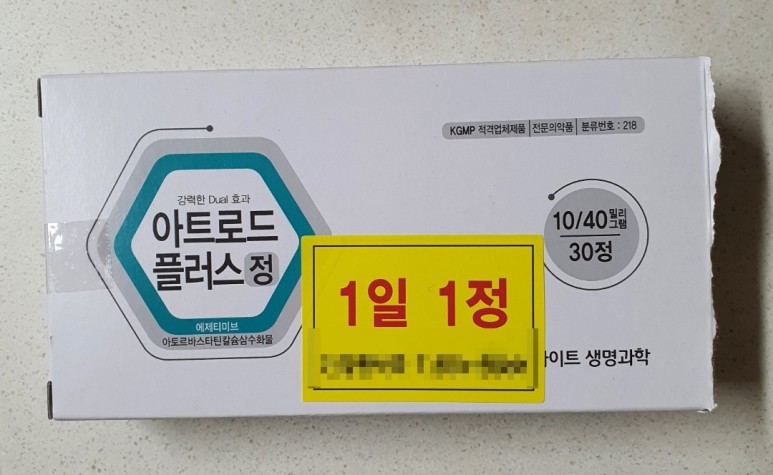 KGMP 적격업체제품 | 전문의약품 | 분류번호 : 218
강력한 Dual 효과
아트로드
플러스정
에제티미브
아토르바스타틴칼슘삼수화물
10/40 밀리그램
30정
1일 1정
이트 생명과학